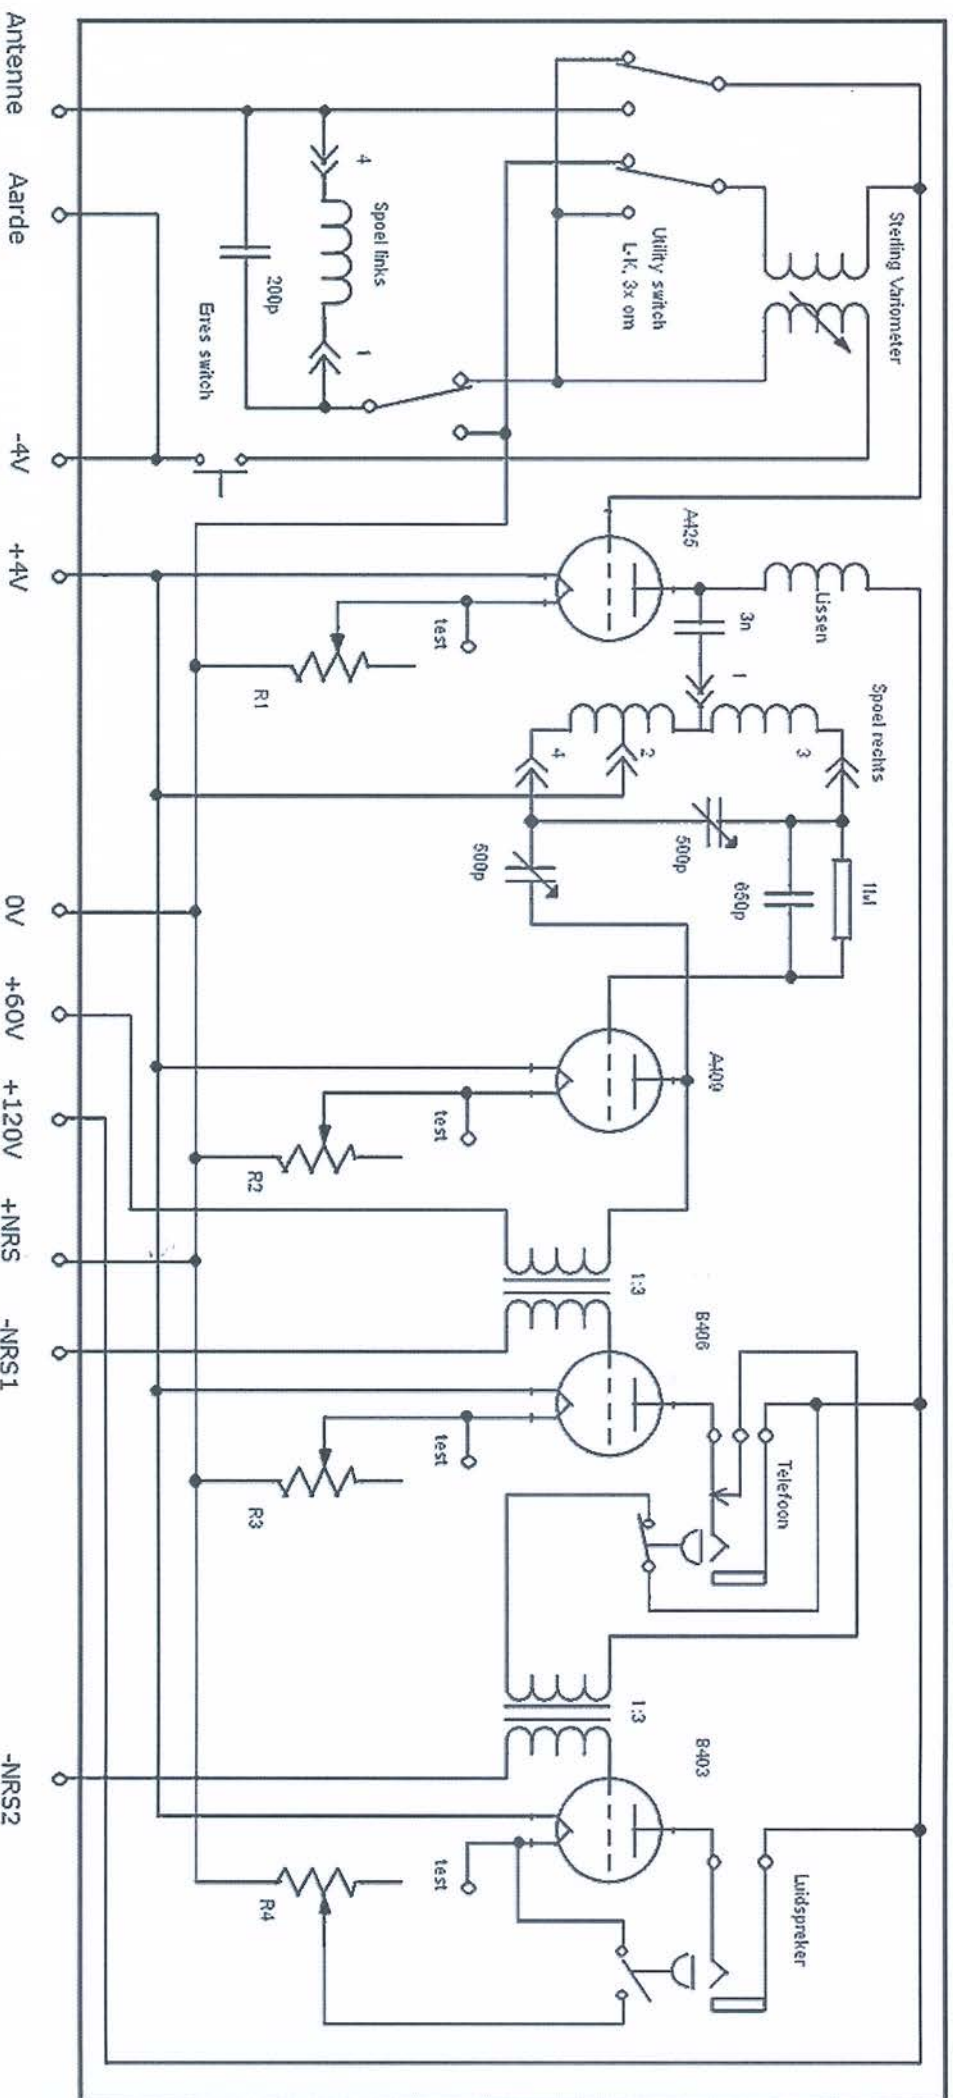 Sterling Variometer
Lissen
Spoel rechts
Utility switch
L-K, 3x om
Spoel links
4
1
200p
Erres switch
A425
3n
1
3
2
4
500p
500p
650p
1M
A409
test
R1
test
R2
1:3
B406
Telefoon
test
R3
1:3
B403
Luidspreker
test
R4
Antenne
Aarde
-4V
+4V
0V
+60V
+120V
+NRS
-NRS1
-NRS2